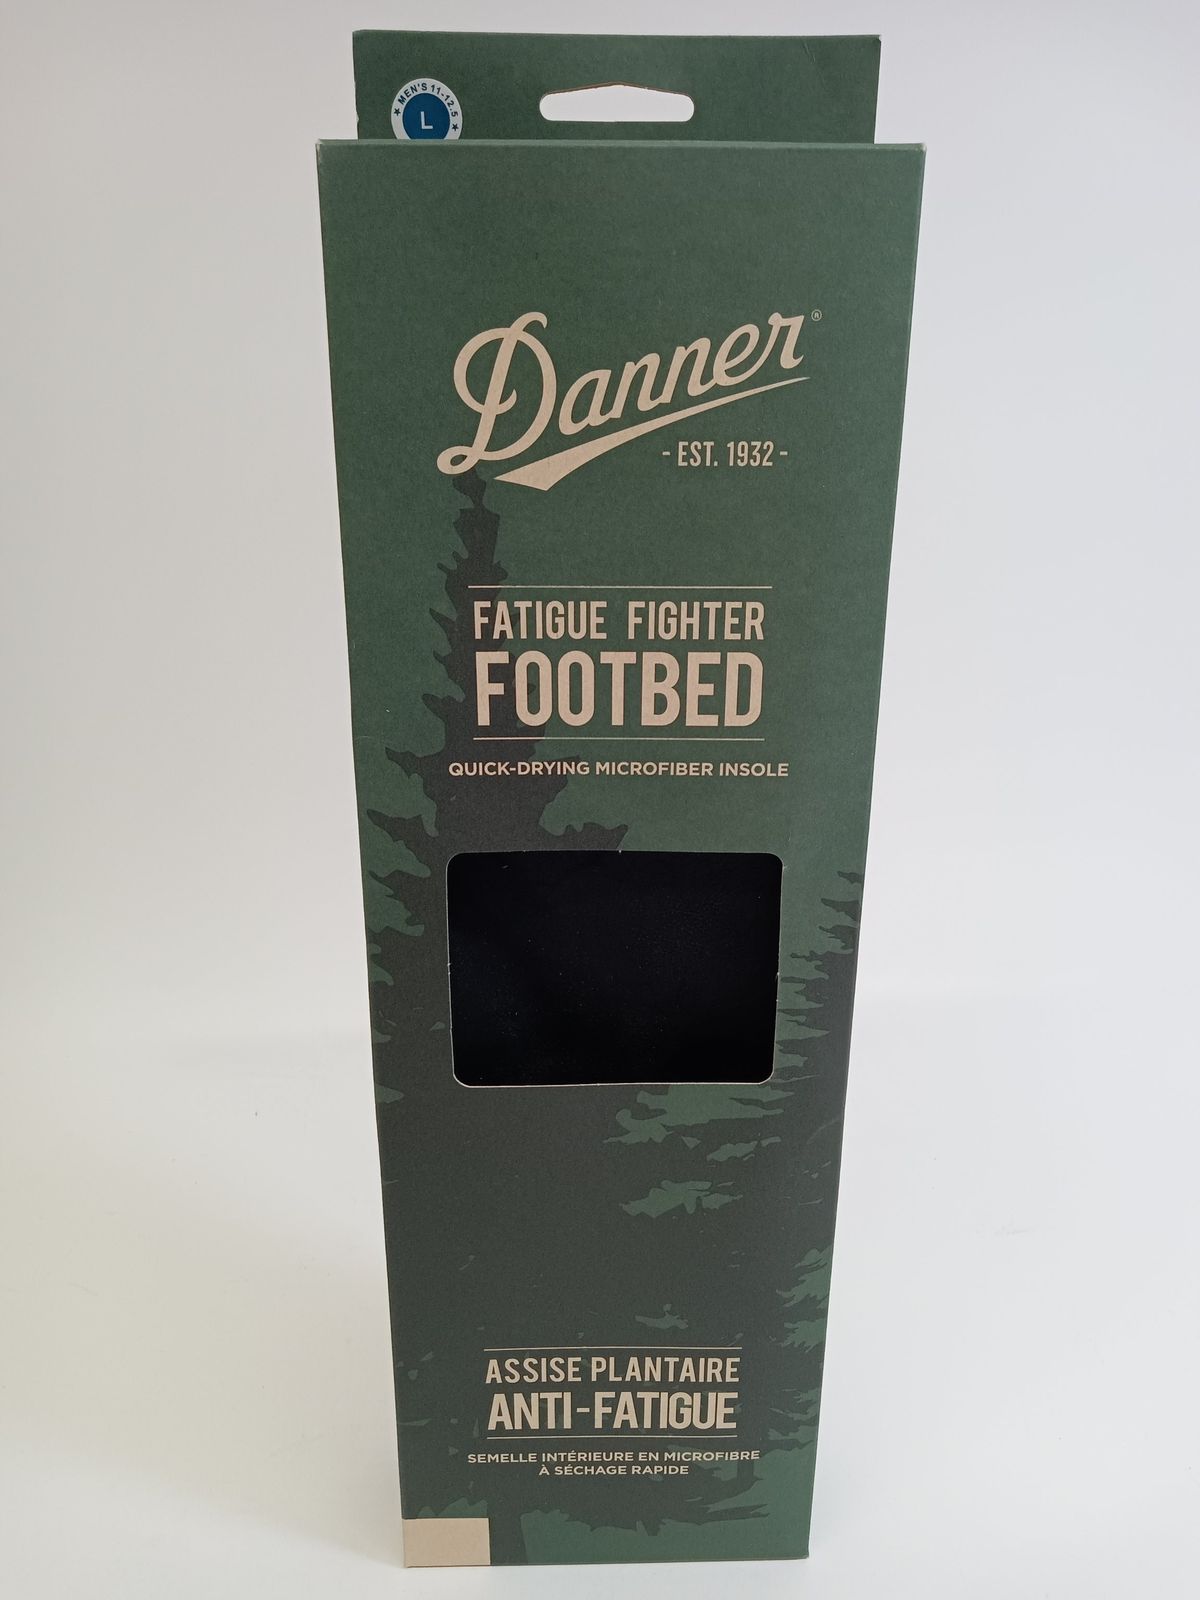 ★ MEN'S 11-12.5 ★
L
Danner®
- EST. 1932 -
FATIGUE FIGHTER
FOOTBED
QUICK-DRYING MICROFIBER INSOLE
ASSISE PLANTAIRE
ANTI-FATIGUE
SEMELLE INTÉRIEURE EN MICROFIBRE
À SÉCHAGE RAPIDE